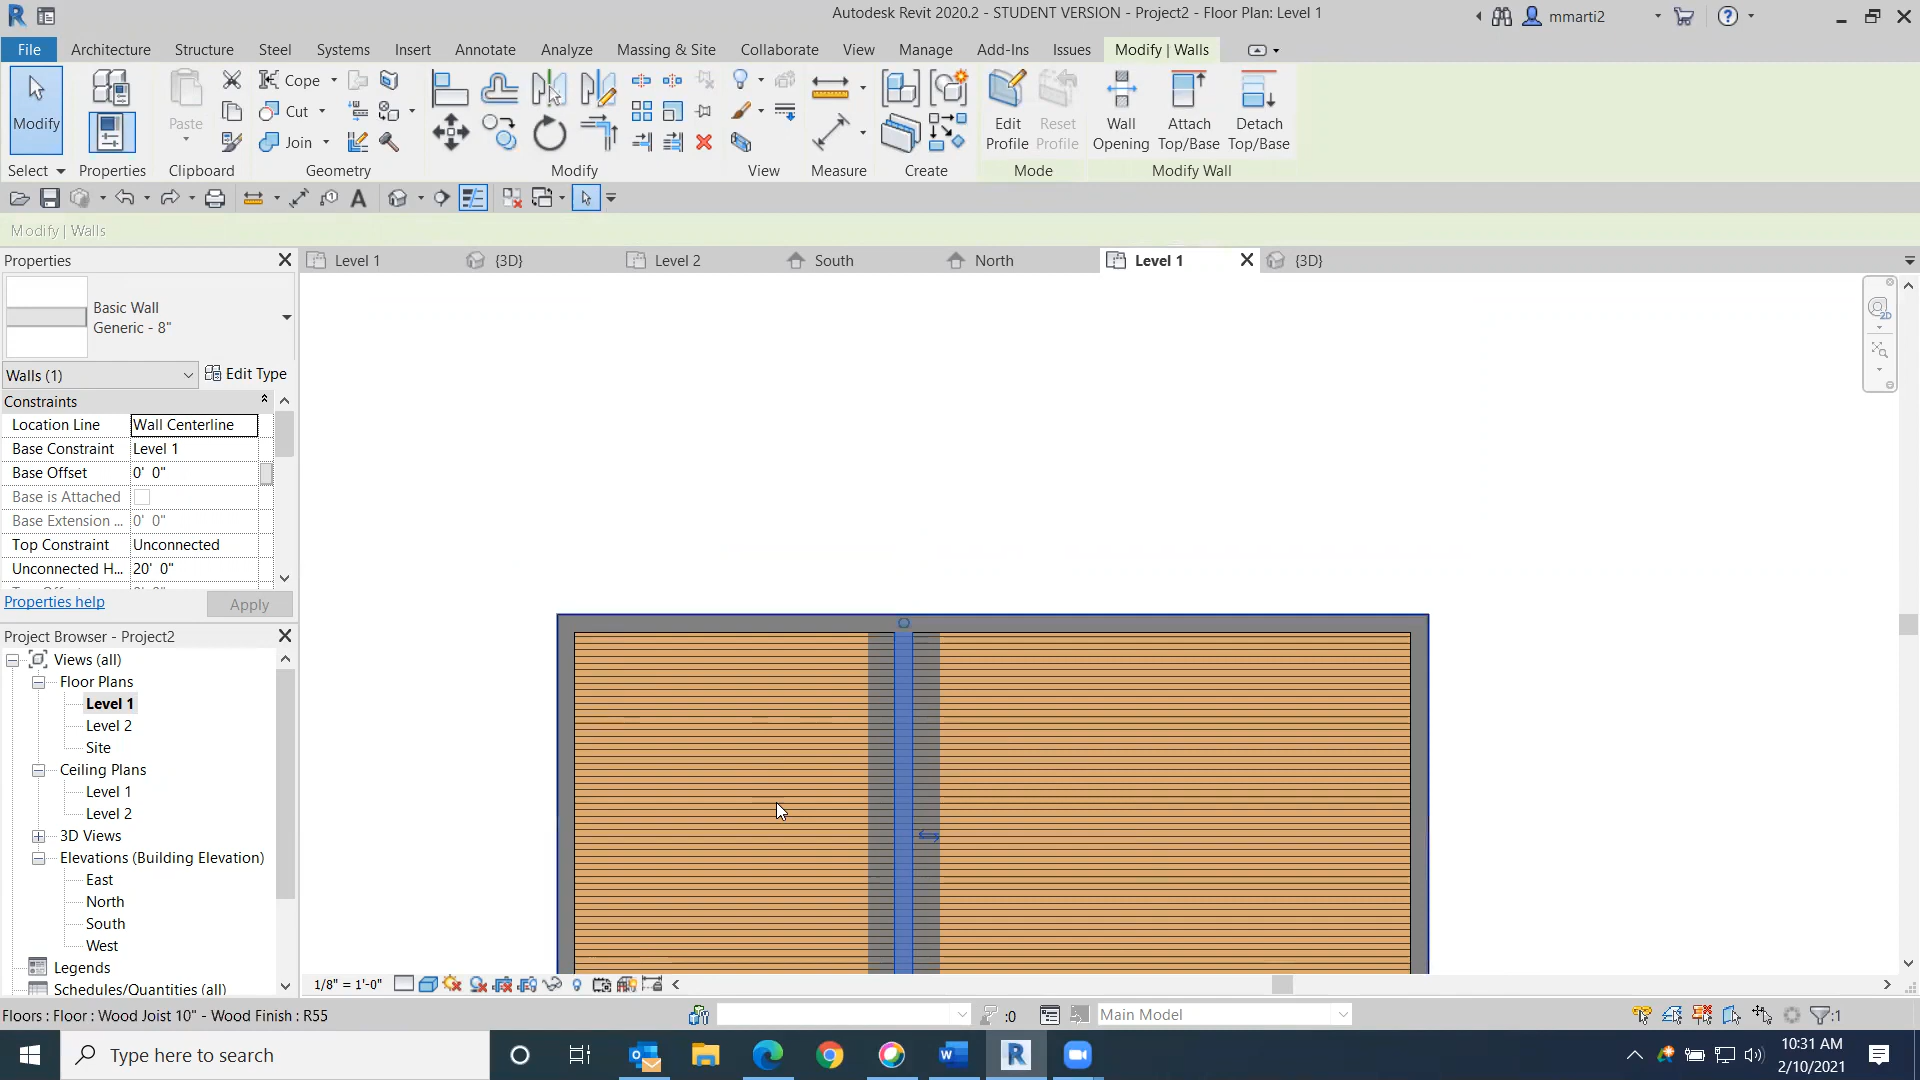 Autodesk Revit 2020.2 - STUDENT VERSION - Project2 - Floor Plan: Level 1
mmarti2
File Architecture Structure Steel Systems Insert Annotate Analyze Massing & Site Collaborate View Manage Add-Ins Issues Modify | Walls
Modify
Paste
Cope
Cut
Join
Edit Profile
Reset Profile
Wall Opening
Attach Top/Base
Detach Top/Base
Select Properties Clipboard Geometry Modify View Measure Create Mode Modify Wall
Modify | Walls
Properties
Level 1 {3D} Level 2 South North Level 1 {3D}
Basic Wall
Generic - 8"
Walls (1) Edit Type
Constraints
Location Line Wall Centerline
Base Constraint Level 1
Base Offset 0' 0"
Base is Attached
Base Extension ... 0' 0"
Top Constraint Unconnected
Unconnected H... 20' 0"
Properties help Apply
Project Browser - Project2
Views (all)
Floor Plans
Level 1
Level 2
Site
Ceiling Plans
Level 1
Level 2
3D Views
Elevations (Building Elevation)
East
North
South
West
Legends
Schedules/Quantities (all)
2D
1/8" = 1'-0"
Floors : Floor : Wood Joist 10" - Wood Finish : R55
:0
Main Model
:1
Type here to search
10:31 AM
2/10/2021